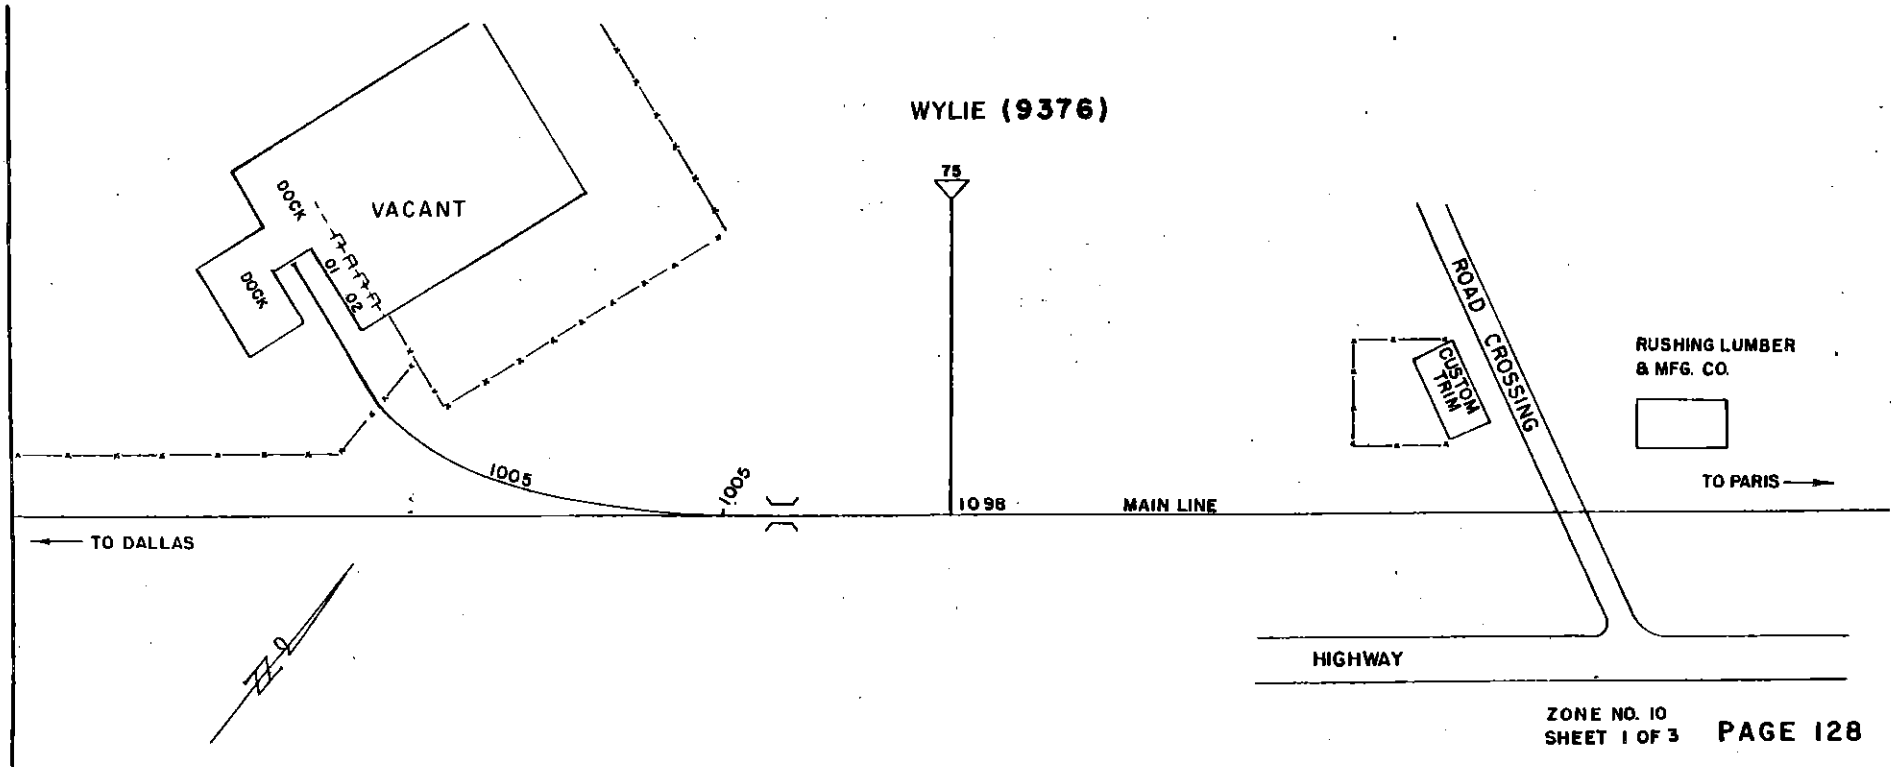 WYLIE (9376)
75
DOCK
VACANT
DOCK
01
02
ROAD CROSSING
CUSTOM
TRIM
RUSHING LUMBER
& MFG. CO.
TO PARIS
1005
1005
1098
MAIN LINE
TO DALLAS
N
HIGHWAY
ZONE NO. 10
SHEET 1 OF 3
PAGE 128